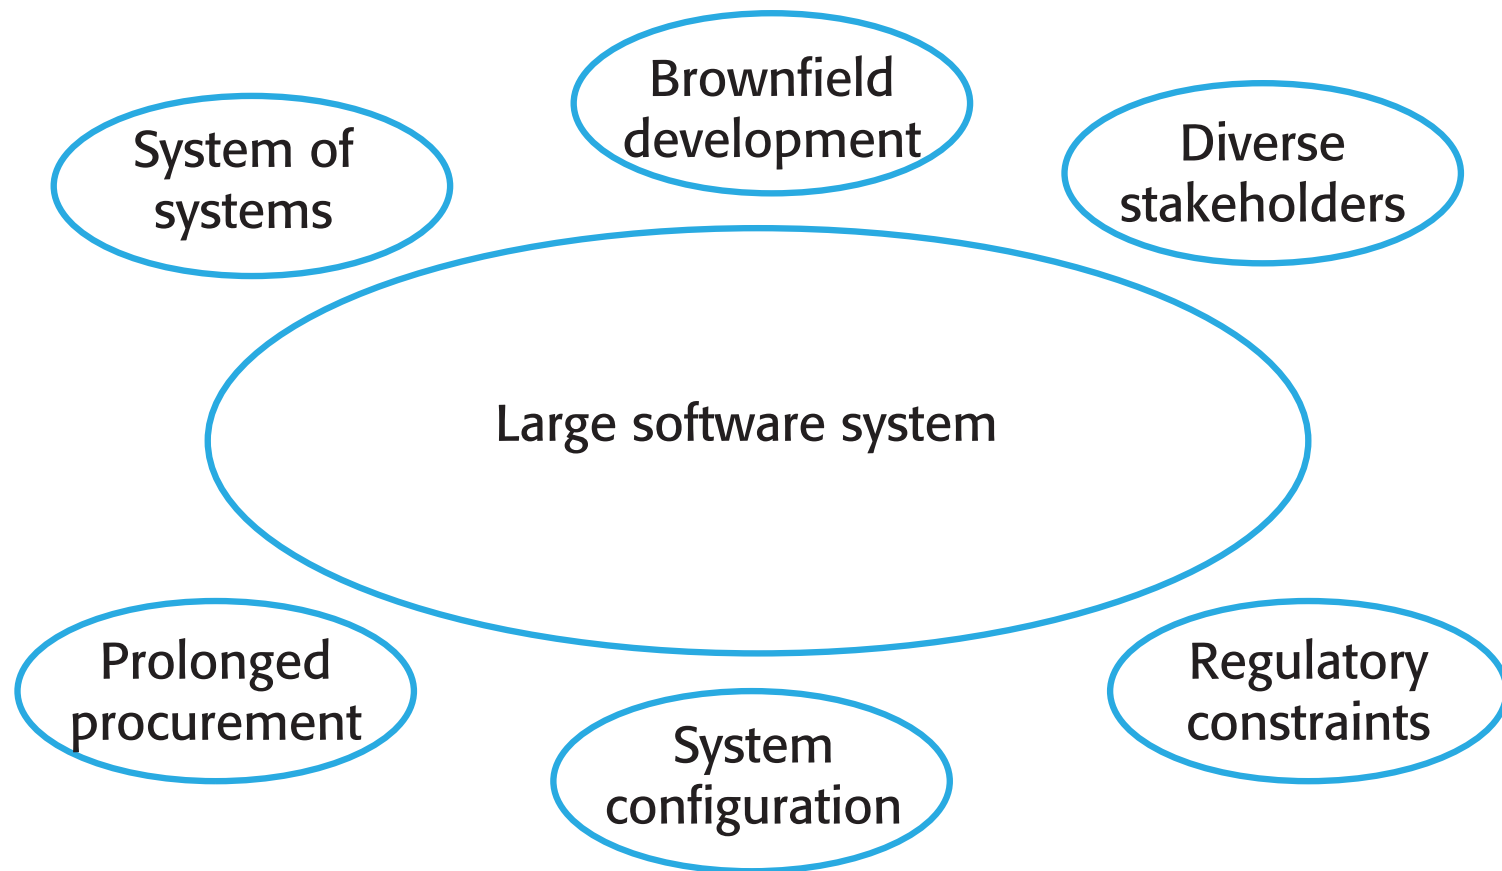 Brownfield
development
System of
systems
Diverse
stakeholders
Large software system
Prolonged
procurement
System
configuration
Regulatory
constraints